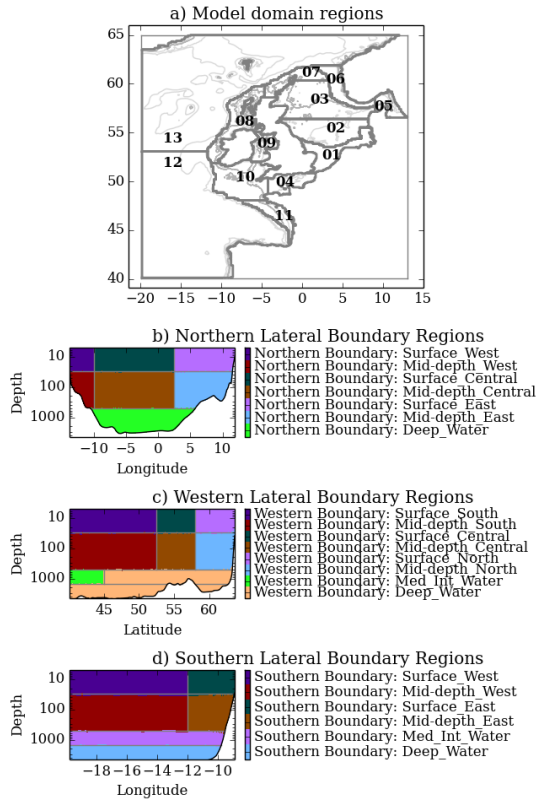 a) Model domain regions
65
60
55
50
45
40
−20
−15
−10
−5
0
5
10
15
07
06
03
05
08
02
13
09
01
12
10
04
11
b) Northern Lateral Boundary Regions
Depth
10
100
1000
−10
−5
0
5
10
Longitude
Northern Boundary: Surface_West
Northern Boundary: Mid-depth_West
Northern Boundary: Surface_Central
Northern Boundary: Mid-depth_Central
Northern Boundary: Surface_East
Northern Boundary: Mid-depth_East
Northern Boundary: Deep_Water
c) Western Lateral Boundary Regions
Depth
10
100
1000
45
50
55
60
Latitude
Western Boundary: Surface_South
Western Boundary: Mid-depth_South
Western Boundary: Surface_Central
Western Boundary: Mid-depth_Central
Western Boundary: Surface_North
Western Boundary: Mid-depth_North
Western Boundary: Med_Int_Water
Western Boundary: Deep_Water
d) Southern Lateral Boundary Regions
Depth
10
100
1000
−18
−16
−14
−12
−10
Longitude
Southern Boundary: Surface_West
Southern Boundary: Mid-depth_West
Southern Boundary: Surface_East
Southern Boundary: Mid-depth_East
Southern Boundary: Med_Int_Water
Southern Boundary: Deep_Water